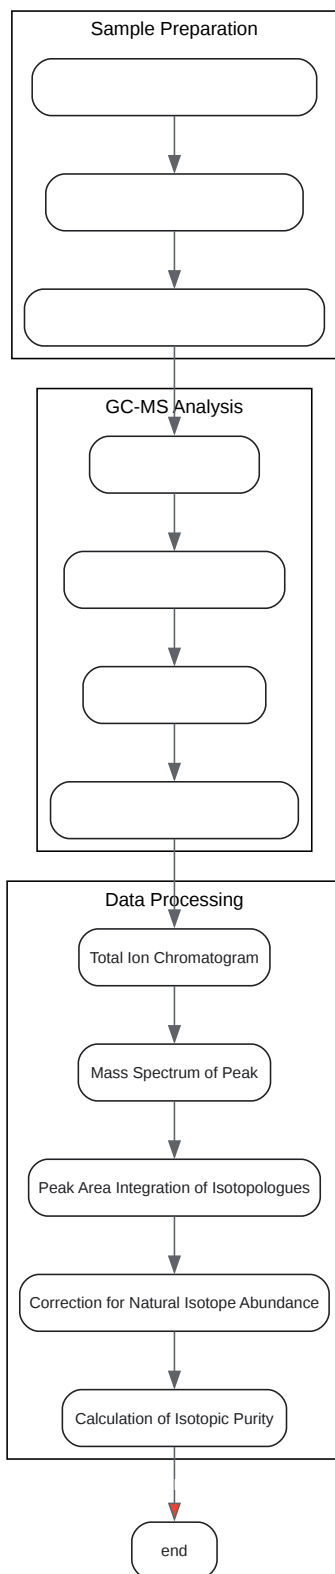 Sample Preparation
GC-MS Analysis
Data Processing
Total Ion Chromatogram
Mass Spectrum of Peak
Peak Area Integration of Isotopologues
Correction for Natural Isotope Abundance
Calculation of Isotopic Purity
end